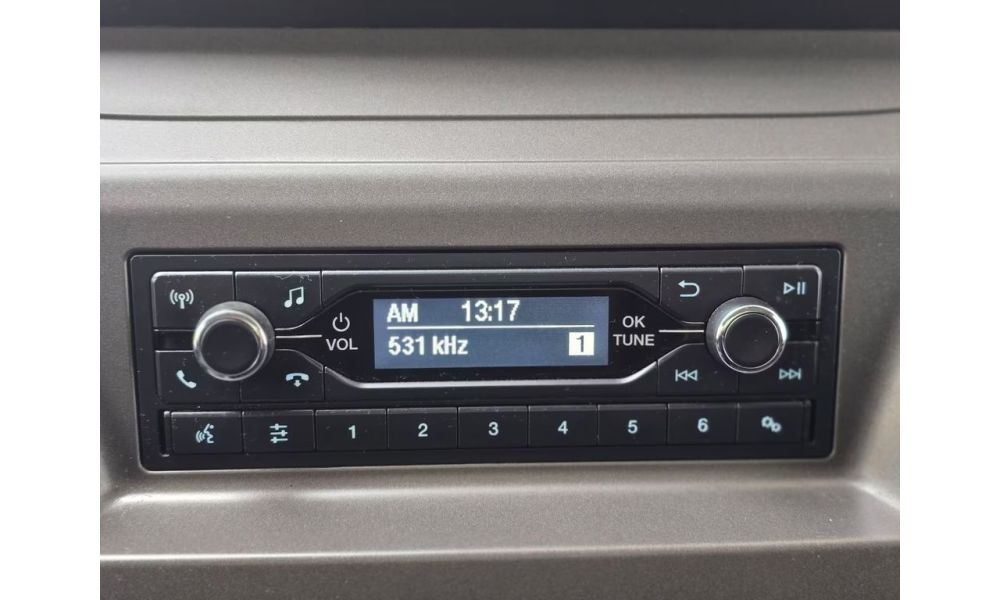 AM 13:17
531 kHz 1
VOL
OK
TUNE
1 2 3 4 5 6